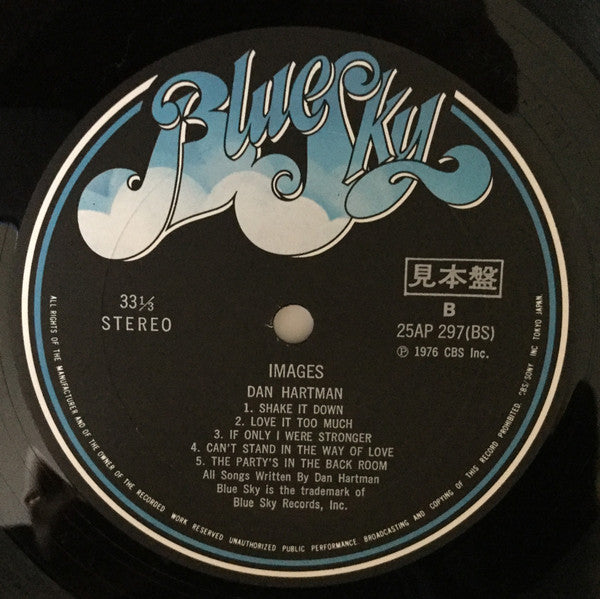 Blue Sky
33⅓
STEREO
見本盤
B
25AP 297(BS)
℗ 1976 CBS Inc.
IMAGES
DAN HARTMAN
1. SHAKE IT DOWN
2. LOVE IT TOO MUCH
3. IF ONLY I WERE STRONGER
4. CAN'T STAND IN THE WAY OF LOVE
5. THE PARTY'S IN THE BACK ROOM
All Songs Written By Dan Hartman
Blue Sky is the trademark of
Blue Sky Records, Inc.
ALL RIGHTS OF THE MANUFACTURER AND OF THE OWNER OF THE RECORDED WORK RESERVED UNAUTHORIZED PUBLIC PERFORMANCE. BROADCASTING AND COPYING OF THIS RECORD PROHIBITED. CBS/SONY INC TOKYO JAPAN.